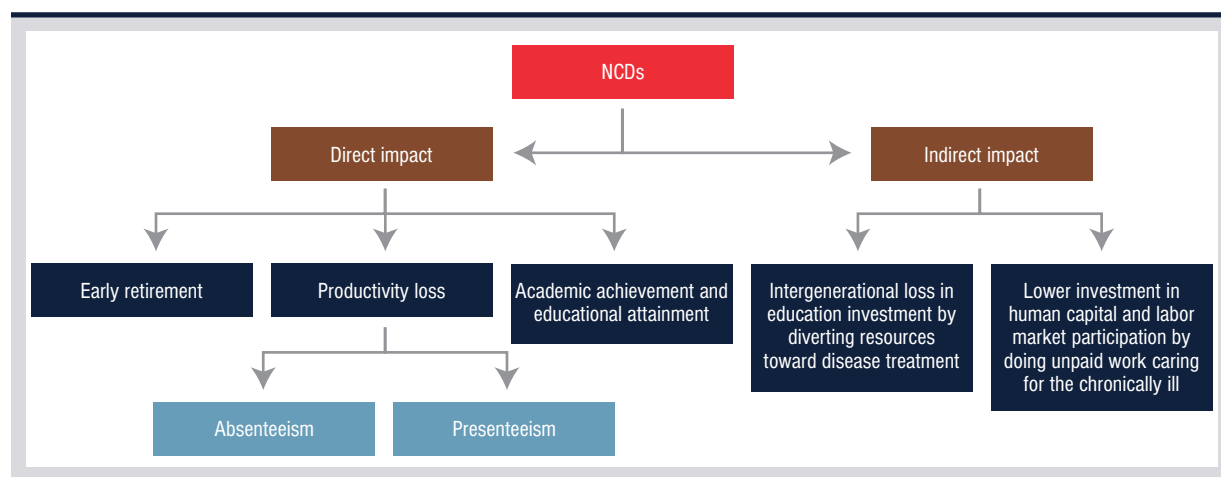 NCDs
Direct impact
Indirect impact
Early retirement
Productivity loss
Academic achievement and
educational attainment
Intergenerational loss in
education investment by
diverting resources
toward disease treatment
Lower investment in
human capital and labor
market participation by
doing unpaid work caring
for the chronically ill
Absenteeism
Presenteeism